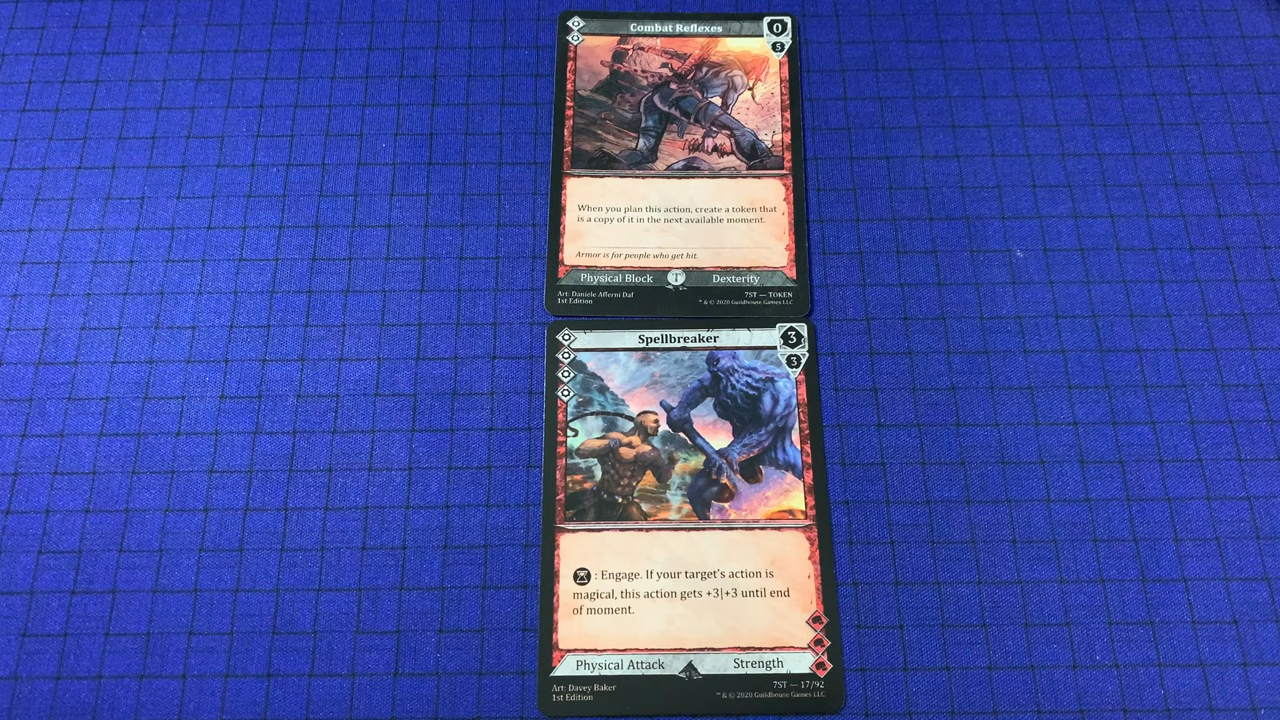 Combat Reflexes
0
5
When you plan this action, create a token that
is a copy of it in the next available moment.
Armor is for people who get hit.
Physical Block T Dexterity
Art: Daniele Afferni Daf
1st Edition
7ST — TOKEN
™ & © 2020 Guildhouse Games LLC
Spellbreaker
3
3
: Engage. If your target's action is
magical, this action gets +3|+3 until end
of moment.
Physical Attack Strength
Art: Davey Baker
1st Edition
7ST — 17/92
™ & © 2020 Guildhouse Games LLC